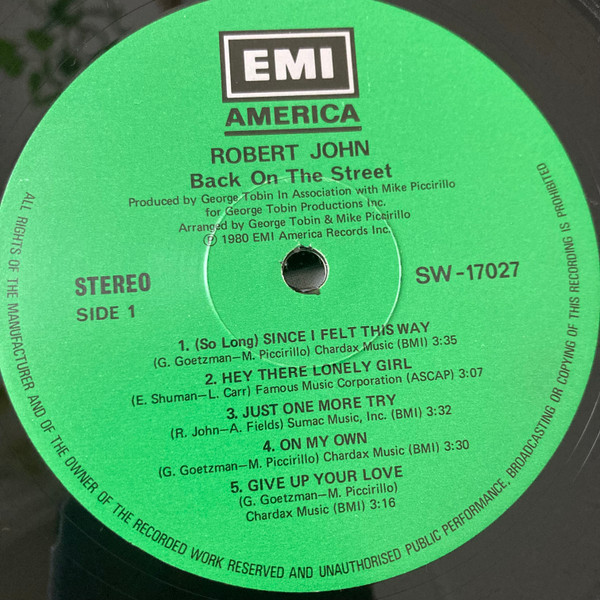 EMI
AMERICA
ROBERT JOHN
Back On The Street
Produced by George Tobin In Association with Mike Piccirillo
for George Tobin Productions Inc.
Arranged by George Tobin & Mike Piccirillo
℗ 1980 EMI America Records Inc.
STEREO
SIDE 1
SW-17027
1. (So Long) SINCE I FELT THIS WAY
(G. Goetzman–M. Piccirillo) Chardax Music (BMI) 3:35
2. HEY THERE LONELY GIRL
(E. Shuman–L. Carr) Famous Music Corporation (ASCAP) 3:07
3. JUST ONE MORE TRY
(R. John–A. Fields) Sumac Music, Inc. (BMI) 3:32
4. ON MY OWN
(G. Goetzman–M. Piccirillo) Chardax Music (BMI) 3:30
5. GIVE UP YOUR LOVE
(G. Goetzman–M. Piccirillo)
Chardax Music (BMI) 3:16
ALL RIGHTS OF THE MANUFACTURER AND OF THE OWNER OF THE RECORDED WORK RESERVED AND UNAUTHORISED PUBLIC PERFORMANCE, BROADCASTING OR COPYING OF THIS RECORDING IS PROHIBITED